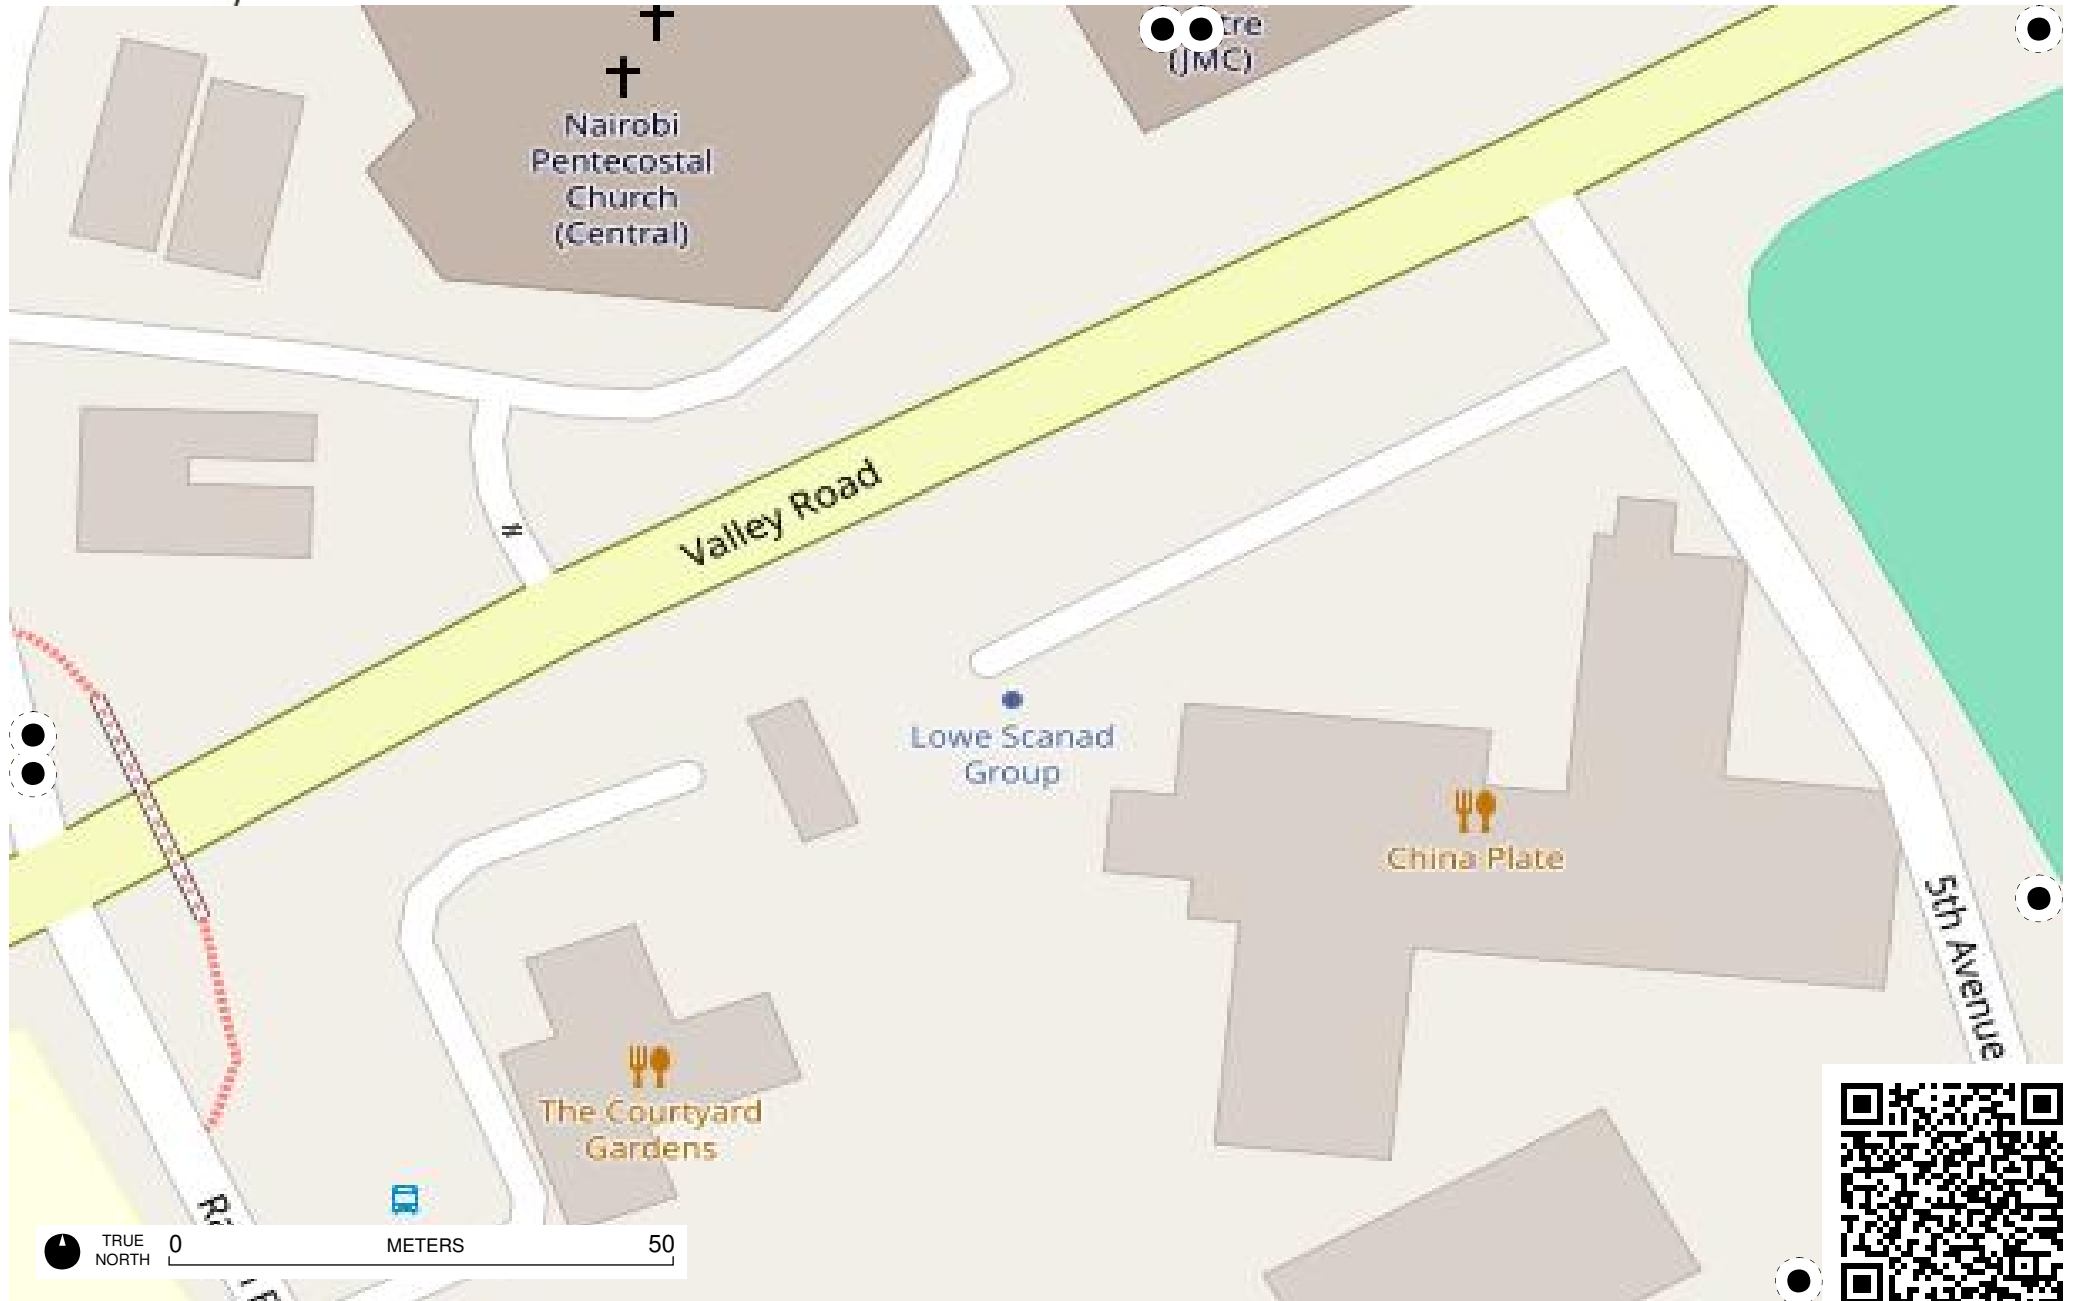 tre
(JMC)
Nairobi
Pentecostal
Church
(Central)
Valley Road
Lowe Scanad
Group
China Plate
5th Avenue
The Courtyard
Gardens
TRUE
NORTH
0
METERS
50